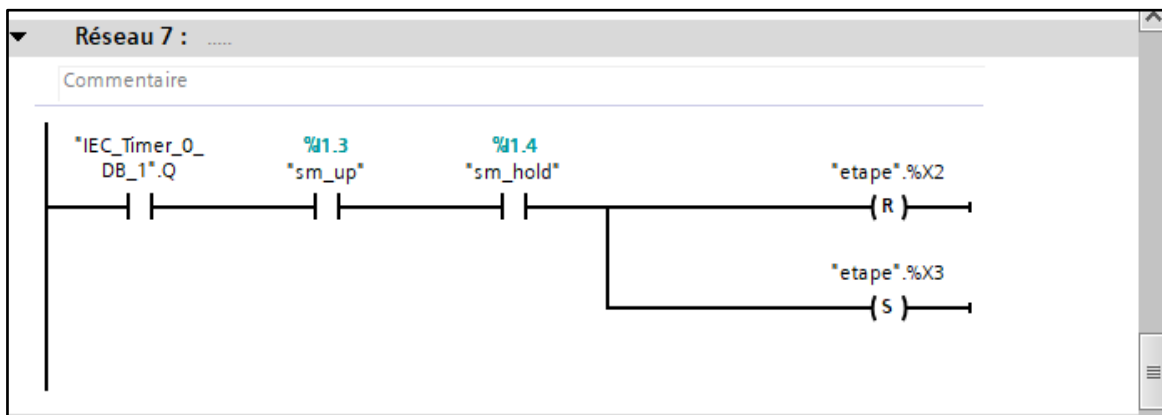 Réseau 7 : .....
Commentaire
"IEC_Timer_0_
DB_1".Q
%I1.3
"sm_up"
%I1.4
"sm_hold"
"etape".%X2
R
"etape".%X3
S